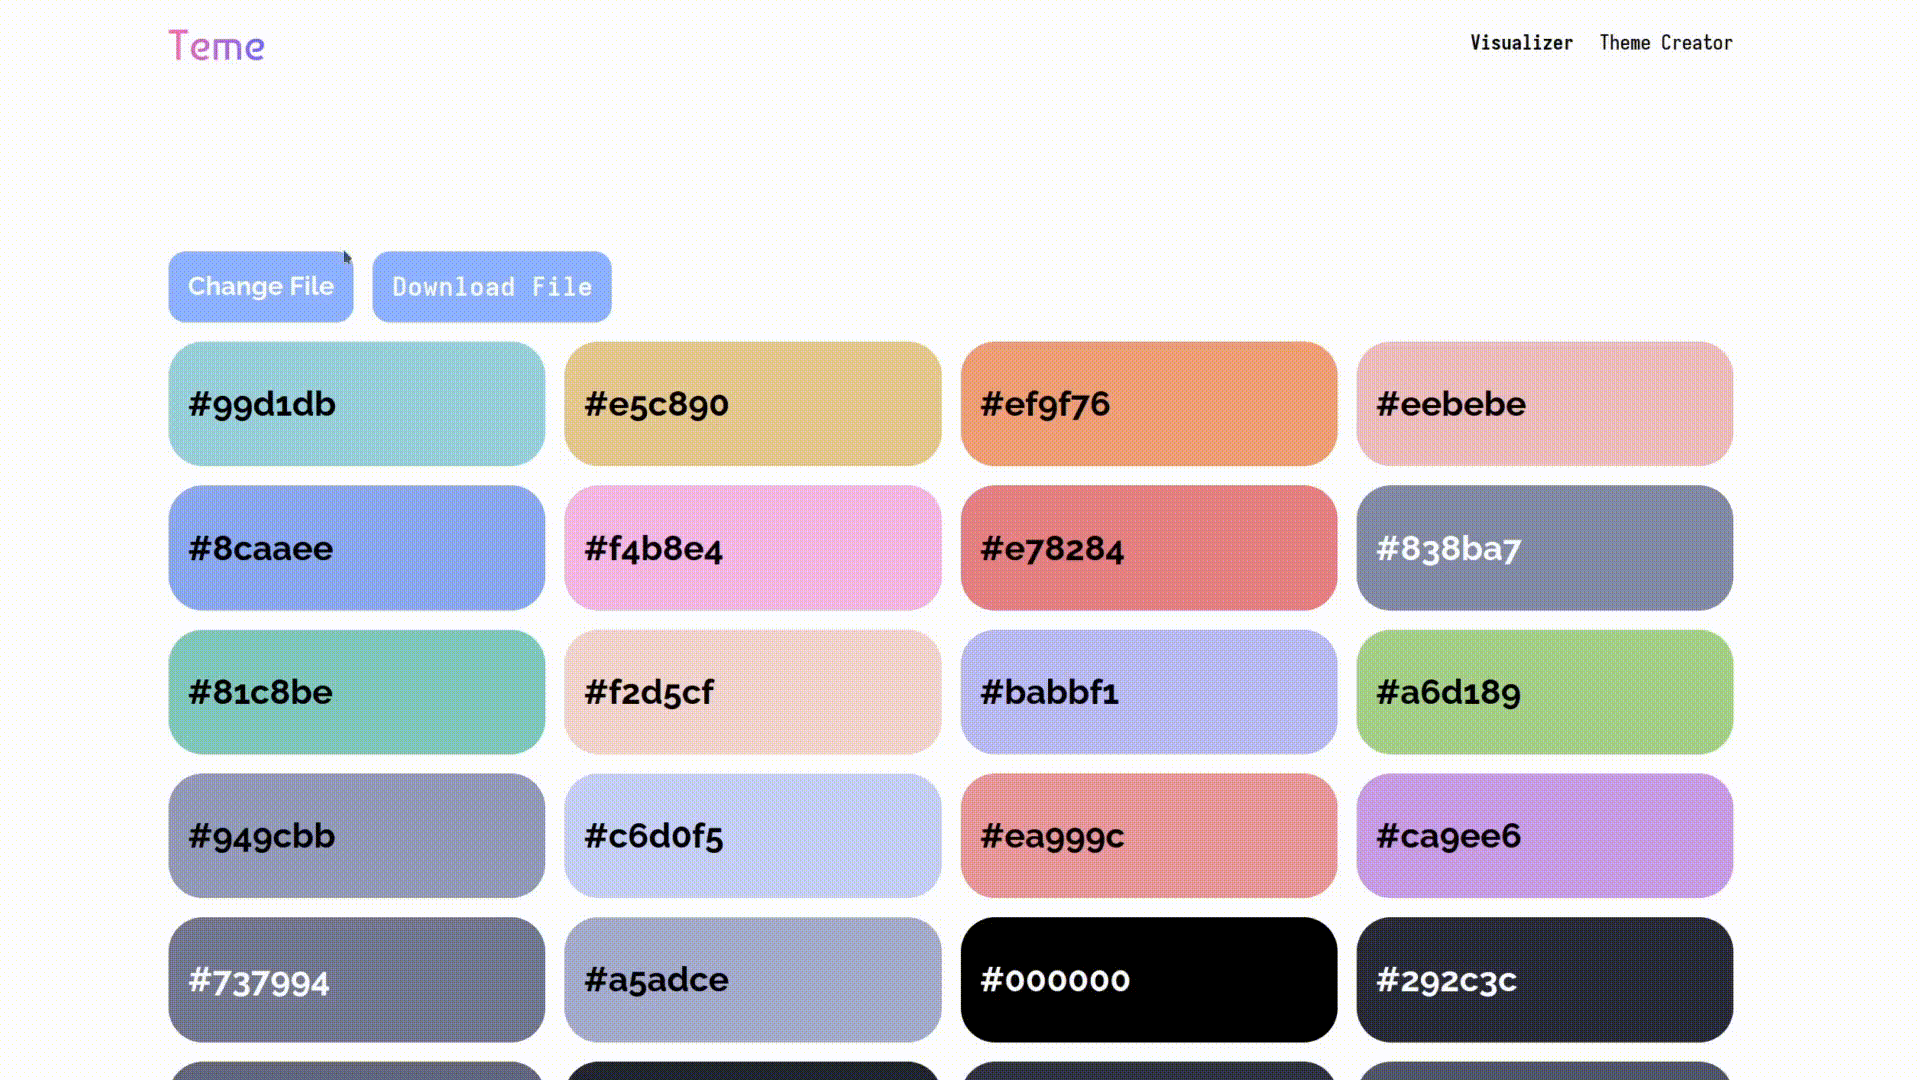 Teme
Visualizer Theme Creator
Change File Download File
#99d1db #e5c890 #ef9f76 #eebebe
#8caaee #f4b8e4 #e78284 #838ba7
#81c8be #f2d5cf #babbf1 #a6d189
#949cbb #c6d0f5 #ea999c #ca9ee6
#737994 #a5adce #000000 #292c3c